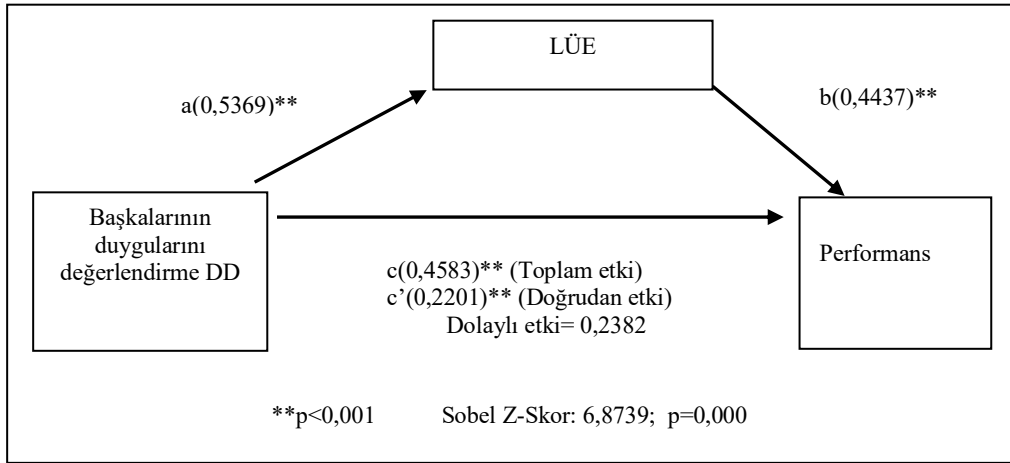 LÜE
a(0,5369)**
b(0,4437)**
Başkalarının
duygularını
değerlendirme DD
Performans
c(0,4583)** (Toplam etki)
c’(0,2201)** (Doğrudan etki)
Dolaylı etki= 0,2382
**p<0,001 Sobel Z-Skor: 6,8739; p=0,000